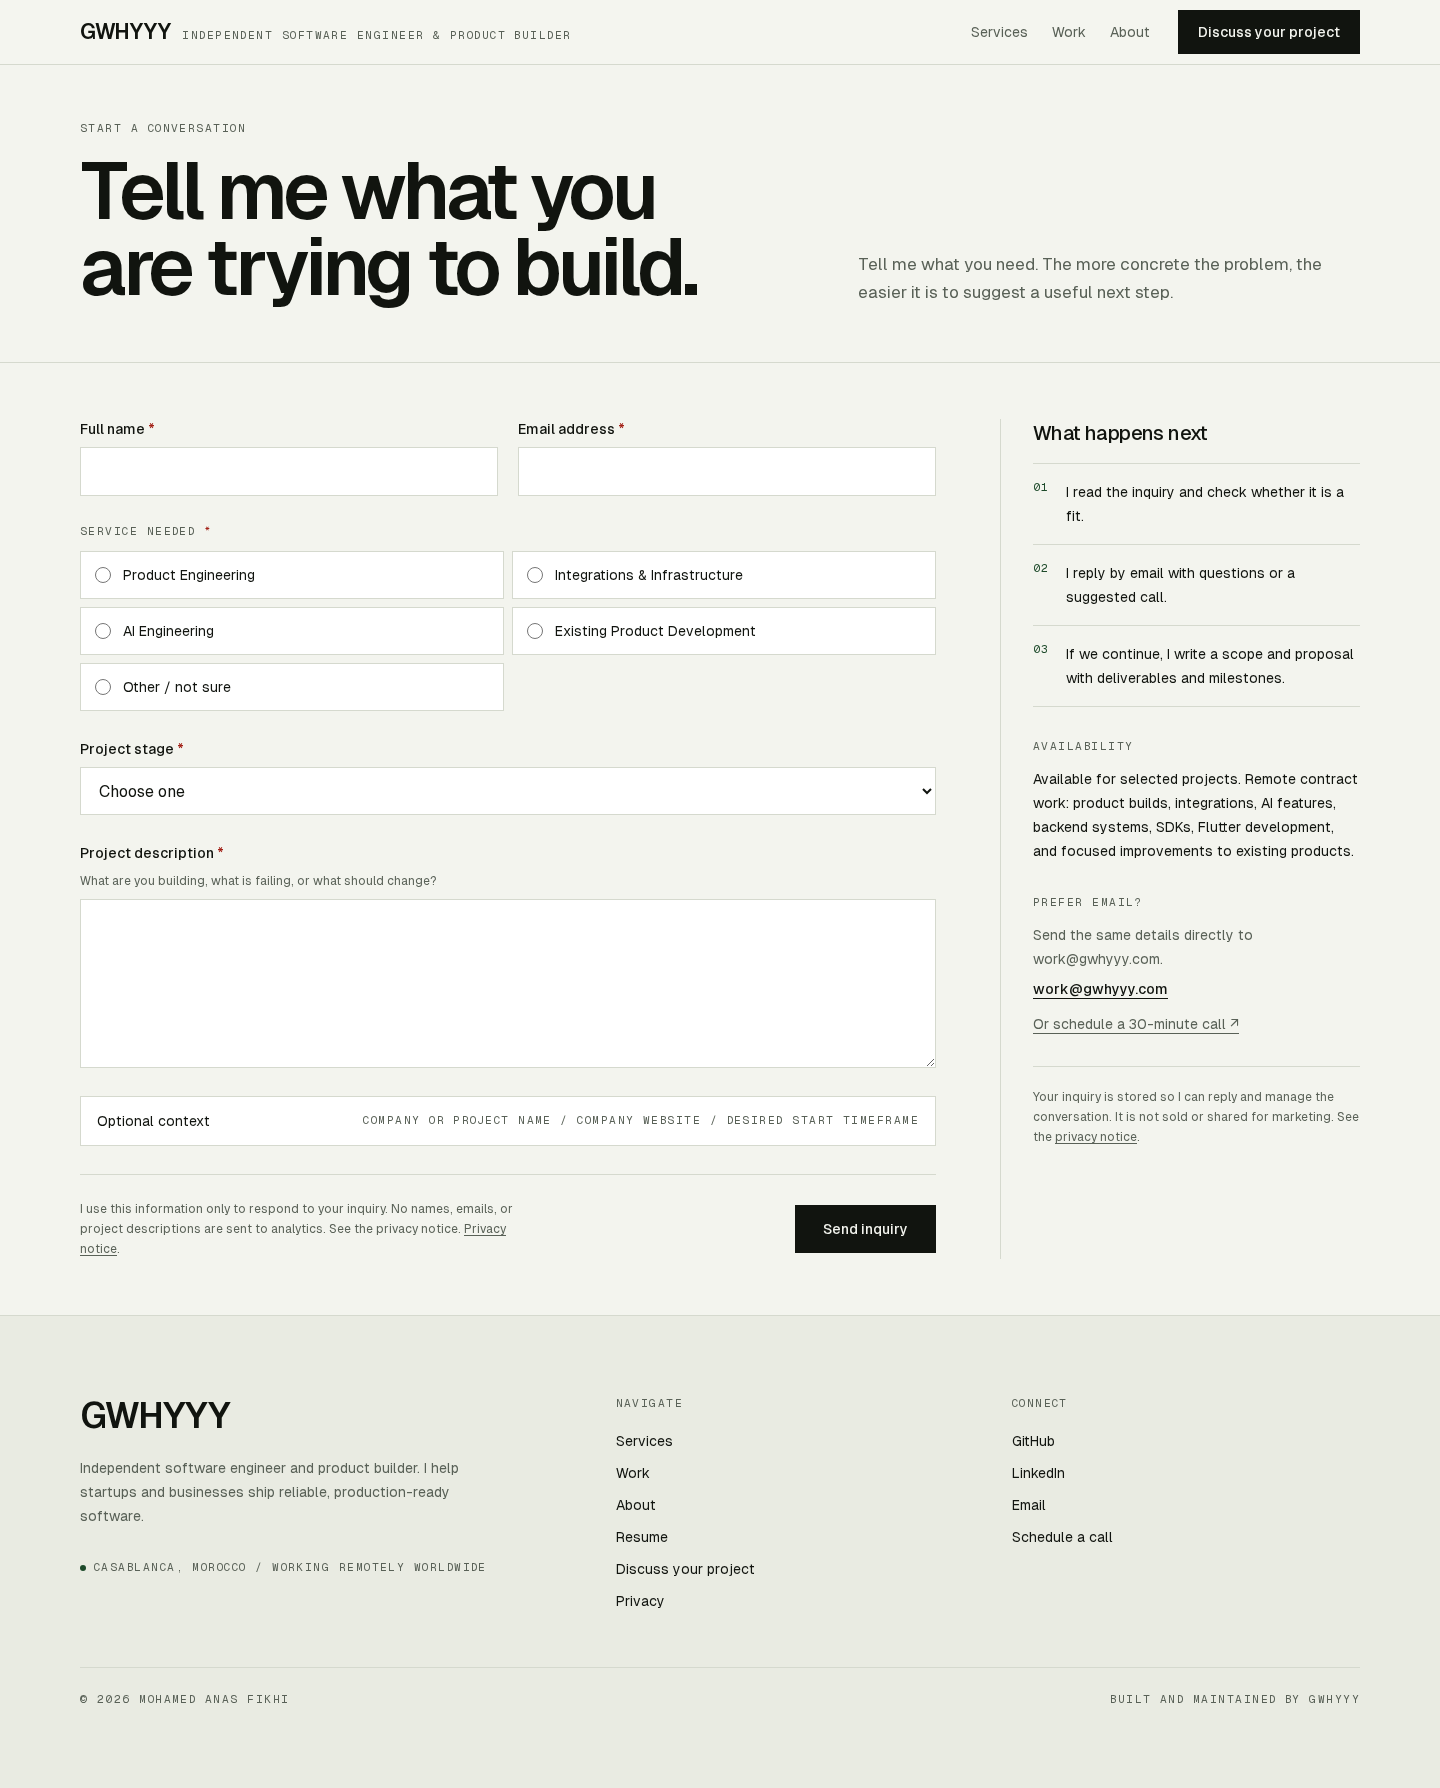 GWHYYY INDEPENDENT SOFTWARE ENGINEER & PRODUCT BUILDER
Services Work About Discuss your project
START A CONVERSATION
Tell me what you
are trying to build.
Tell me what you need. The more concrete the problem, the
easier it is to suggest a useful next step.
Full name *
Email address *
SERVICE NEEDED *
Product Engineering
Integrations & Infrastructure
AI Engineering
Existing Product Development
Other / not sure
Project stage *
Choose one
Project description *
What are you building, what is failing, or what should change?
Optional context
COMPANY OR PROJECT NAME / COMPANY WEBSITE / DESIRED START TIMEFRAME
I use this information only to respond to your inquiry. No names, emails, or
project descriptions are sent to analytics. See the privacy notice. Privacy
notice.
Send inquiry
What happens next
01 I read the inquiry and check whether it is a
fit.
02 I reply by email with questions or a
suggested call.
03 If we continue, I write a scope and proposal
with deliverables and milestones.
AVAILABILITY
Available for selected projects. Remote contract
work: product builds, integrations, AI features,
backend systems, SDKs, Flutter development,
and focused improvements to existing products.
PREFER EMAIL?
Send the same details directly to
work@gwhyyy.com.
work@gwhyyy.com
Or schedule a 30-minute call ↗
Your inquiry is stored so I can reply and manage the
conversation. It is not sold or shared for marketing. See
the privacy notice.
GWHYYY
Independent software engineer and product builder. I help
startups and businesses ship reliable, production-ready
software.
CASABLANCA, MOROCCO / WORKING REMOTELY WORLDWIDE
NAVIGATE
Services
Work
About
Resume
Discuss your project
Privacy
CONNECT
GitHub
LinkedIn
Email
Schedule a call
© 2026 MOHAMED ANAS FIKHI
BUILT AND MAINTAINED BY GWHYYY